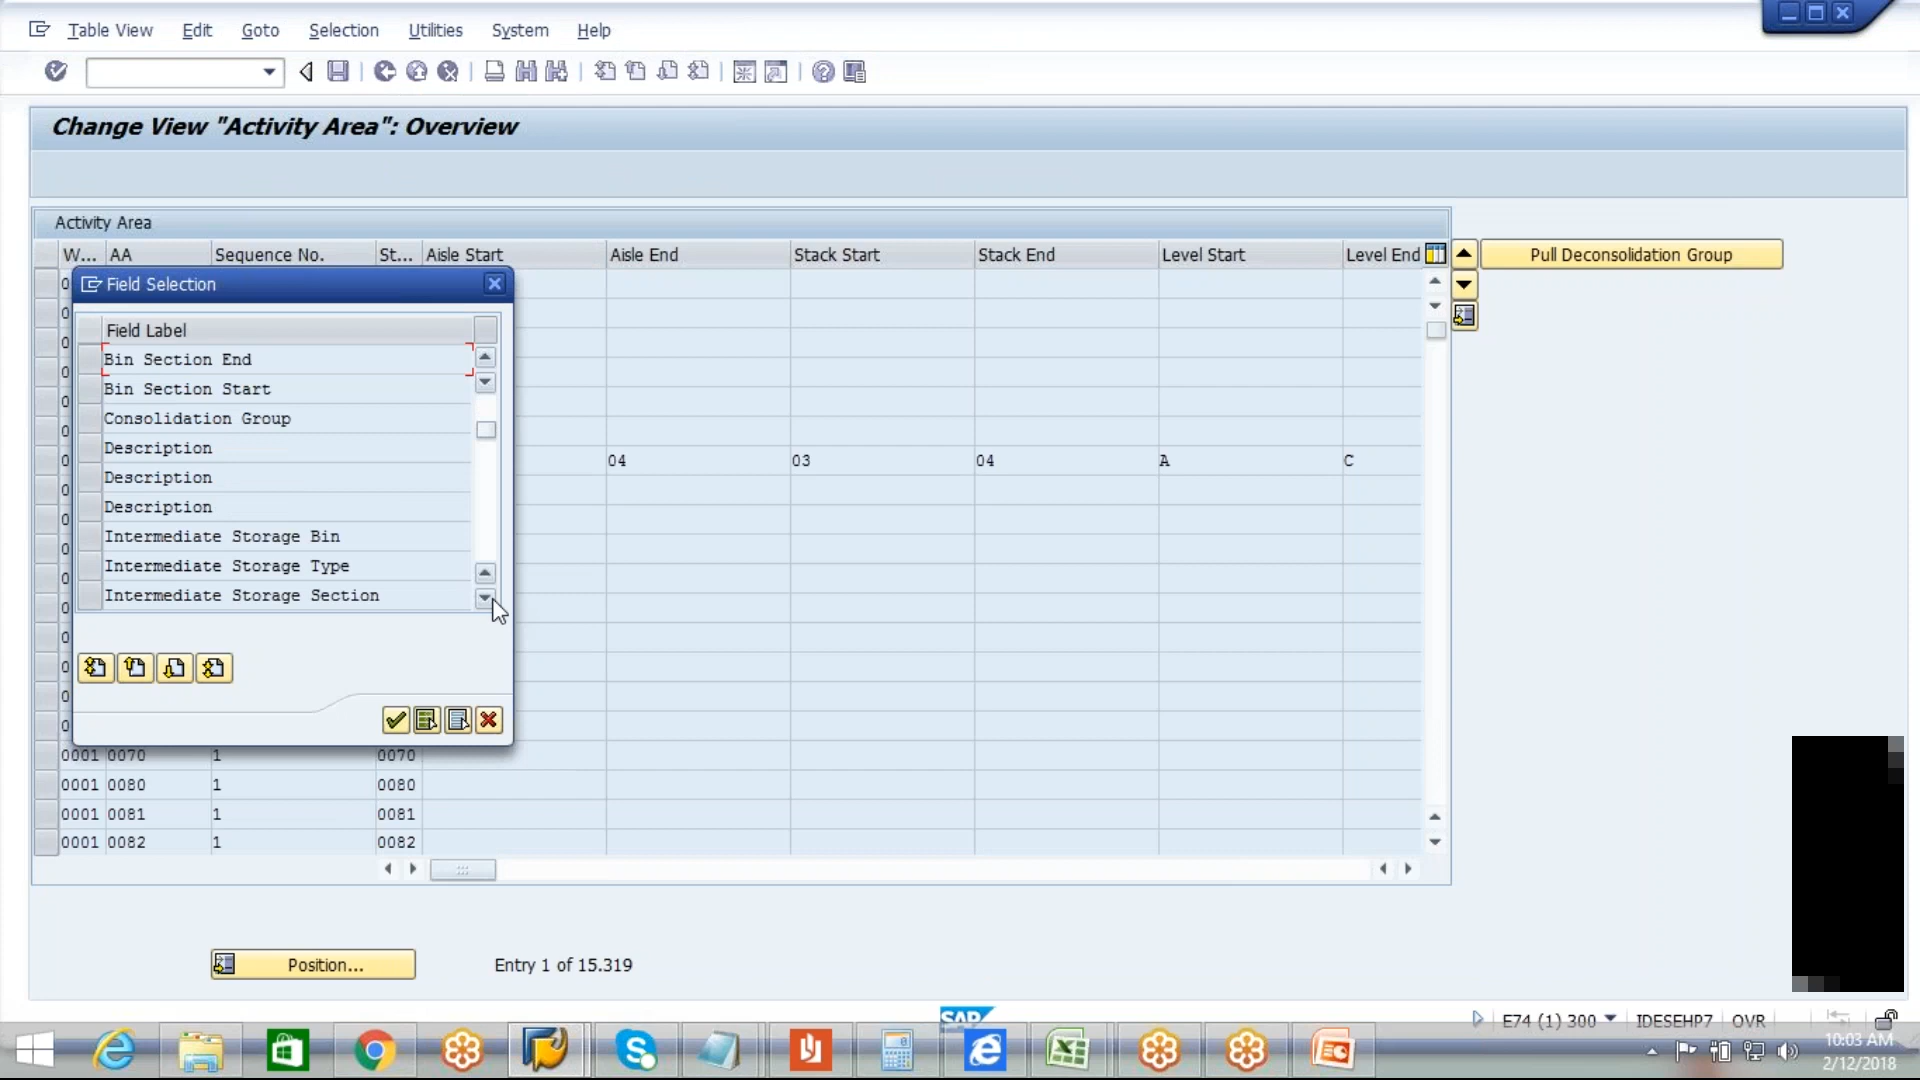 Table View Edit Goto Selection Utilities System Help
Change View "Activity Area": Overview
Activity Area
W... AA Sequence No. St... Aisle Start Aisle End Stack Start Stack End Level Start Level End
Pull Deconsolidation Group
Field Selection
Field Label
Bin Section End
Bin Section Start
Consolidation Group
Description
Description
Description
Intermediate Storage Bin
Intermediate Storage Type
Intermediate Storage Section
04 03 04 A C
0001 0070 1 0070
0001 0080 1 0080
0001 0081 1 0081
0001 0082 1 0082
Position... Entry 1 of 15.319
SAP
E74 (1) 300 IDESEHP7 OVR
10:03 AM
2/12/2018